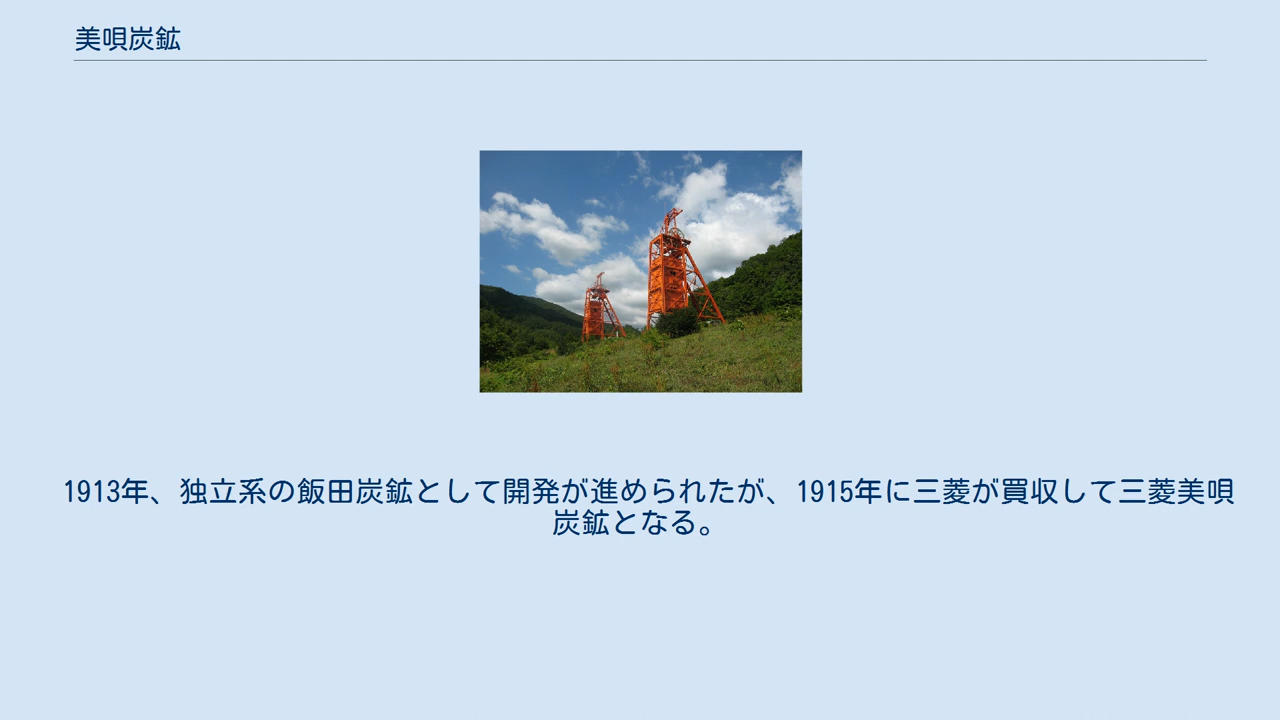 美唄炭鉱
1913年、独立系の飯田炭鉱として開発が進められたが、1915年に三菱が買収して三菱美唄
炭鉱となる。